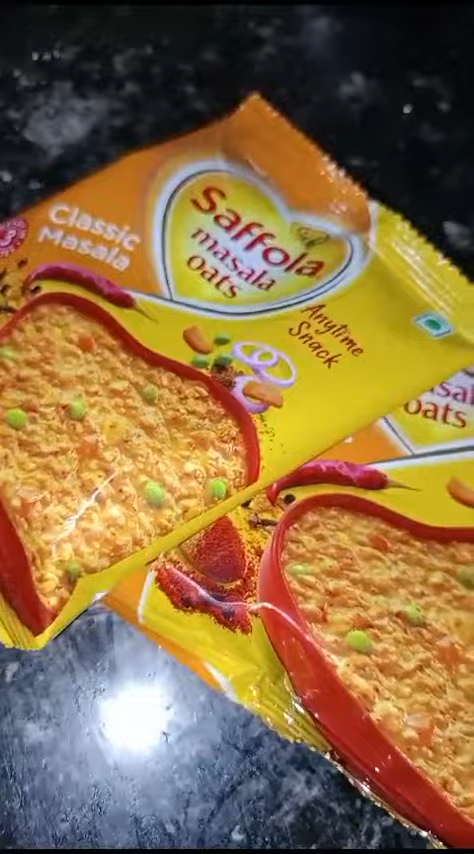 Classic
Masala
Saffola
masala
oats
Anytime
Snack
oats